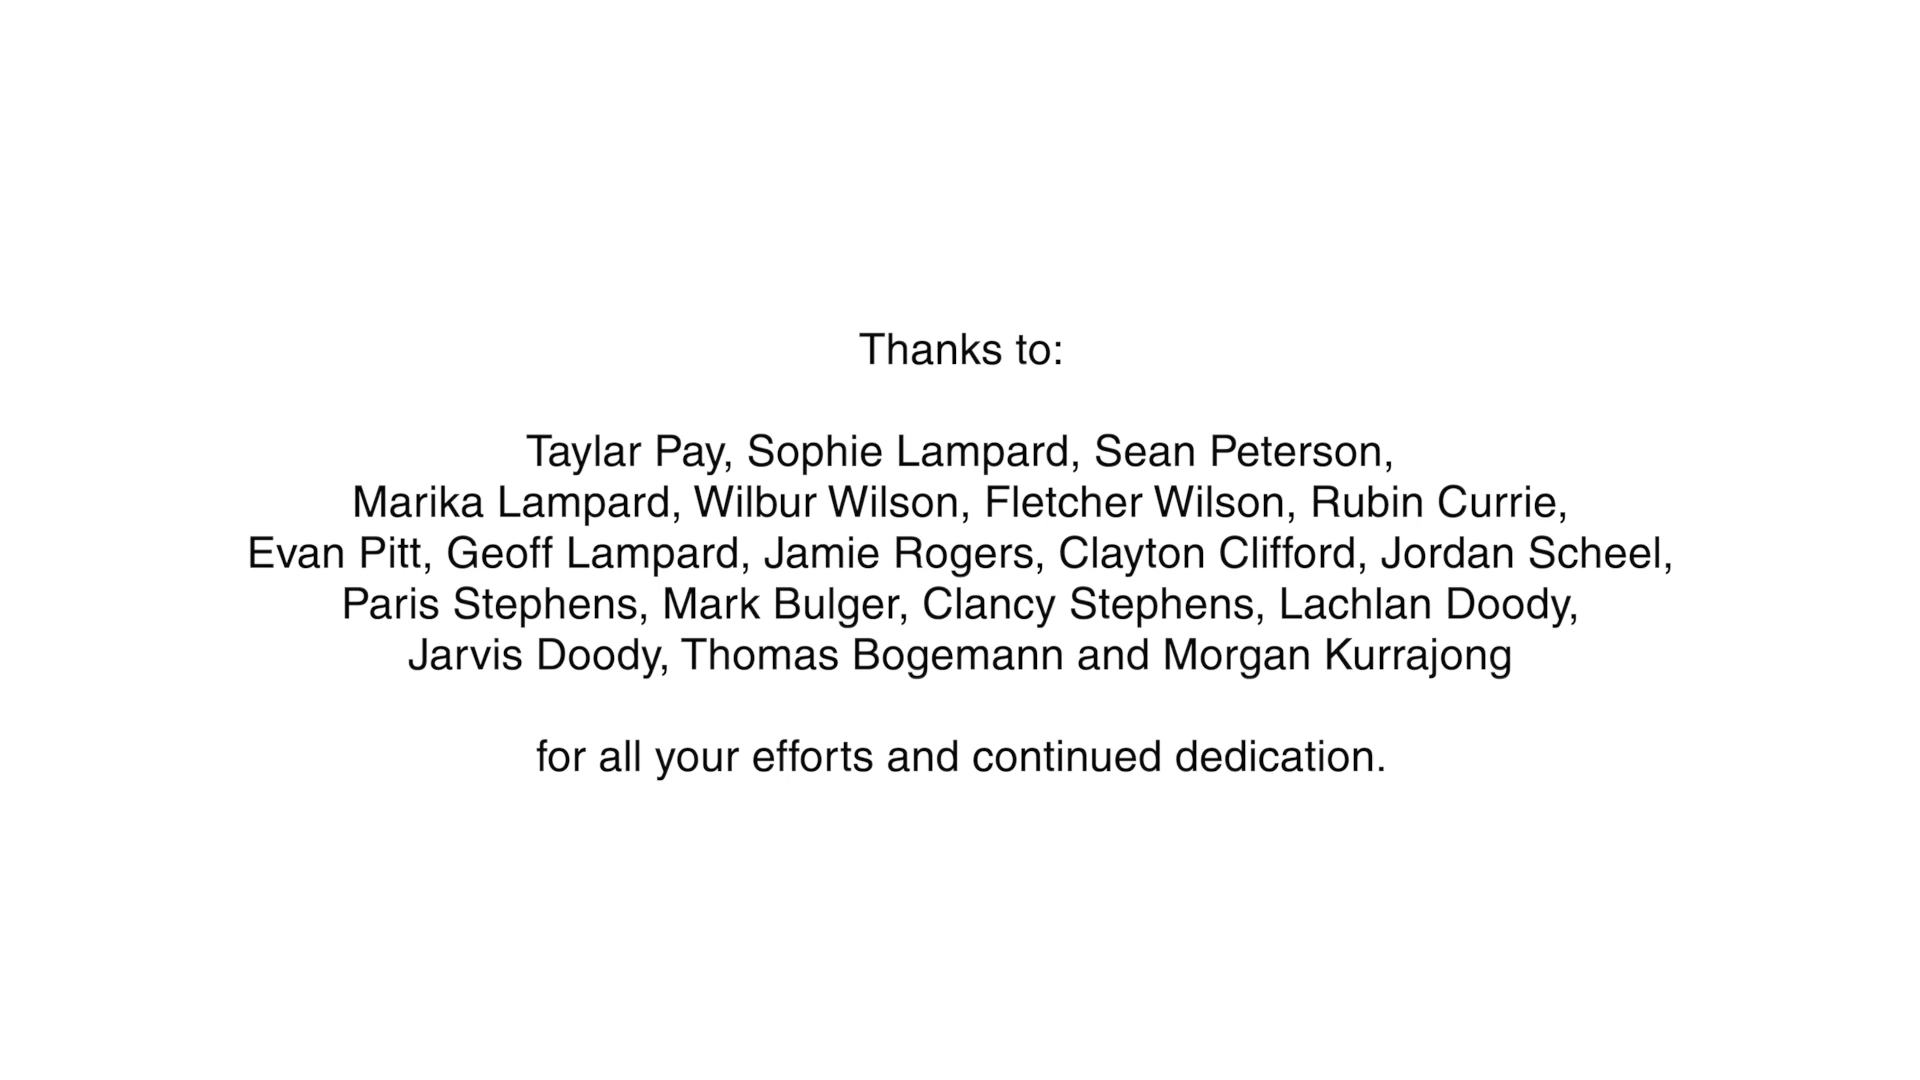 Thanks to:
Taylar Pay, Sophie Lampard, Sean Peterson,
Marika Lampard, Wilbur Wilson, Fletcher Wilson, Rubin Currie,
Evan Pitt, Geoff Lampard, Jamie Rogers, Clayton Clifford, Jordan Scheel,
Paris Stephens, Mark Bulger, Clancy Stephens, Lachlan Doody,
Jarvis Doody, Thomas Bogemann and Morgan Kurrajong
for all your efforts and continued dedication.